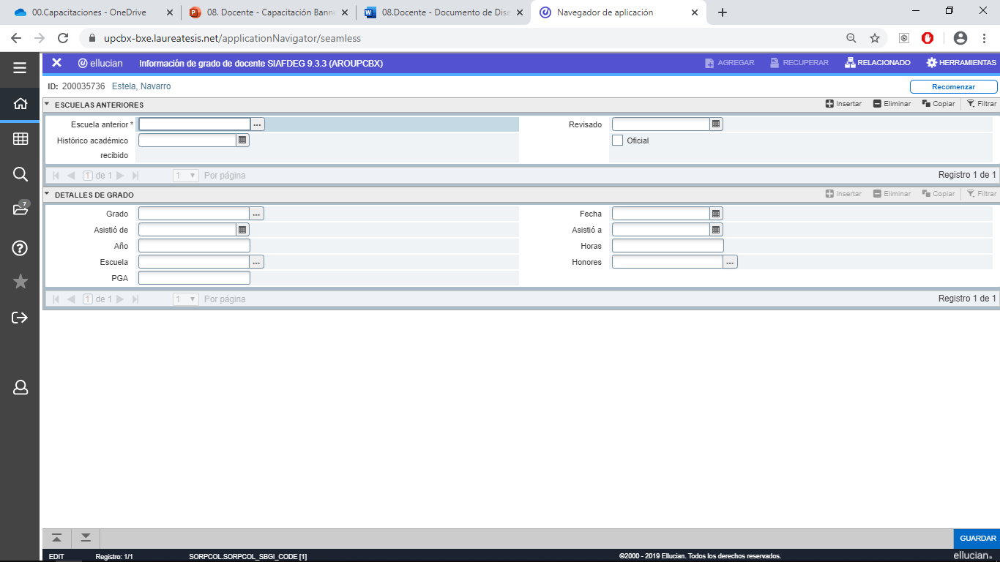 00.Capacitaciones - OneDrive
08. Docente - Capacitación Bann
08.Docente - Documento de Dise
Navegador de aplicación
upcbx-bxe.laureatesis.net/applicationNavigator/seamless
ellucian Información de grado de docente SIAFDEG 9.3.3 (AROUPCBX) AGREGAR RECUPERAR RELACIONADO HERRAMIENTAS
ID: 200035736 Estela, Navarro Recomenzar
ESCUELAS ANTERIORES Insertar Eliminar Copiar Filtrar
Escuela anterior * ... Revisado
Histórico académico recibido Oficial
1 de 1 1 Por página Registro 1 de 1
DETALLES DE GRADO Insertar Eliminar Copiar Filtrar
Grado ... Fecha
Asistió de Asistió a
Año Horas
Escuela ... Honores ...
PGA
1 de 1 1 Por página Registro 1 de 1
7
GUARDAR
EDIT Registro: 1/1 SORPCOL.SORPCOL_SBGI_CODE [1] ©2000 - 2019 Ellucian. Todos los derechos reservados. ellucian